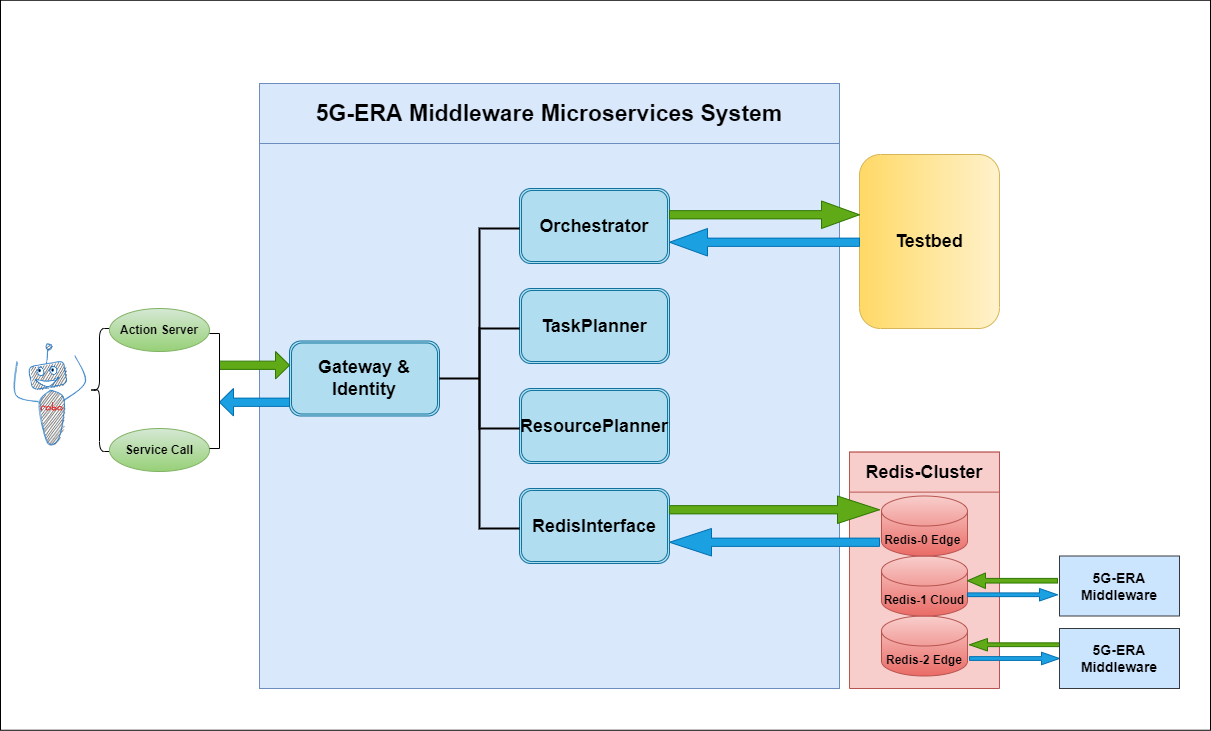 5G-ERA Middleware Microservices System
Orchestrator
Testbed
TaskPlanner
Action Server
Gateway &
Identity
robo
ResourcePlanner
Service Call
Redis-Cluster
RedisInterface
Redis-0 Edge
Redis-1 Cloud
5G-ERA
Middleware
Redis-2 Edge
5G-ERA
Middleware